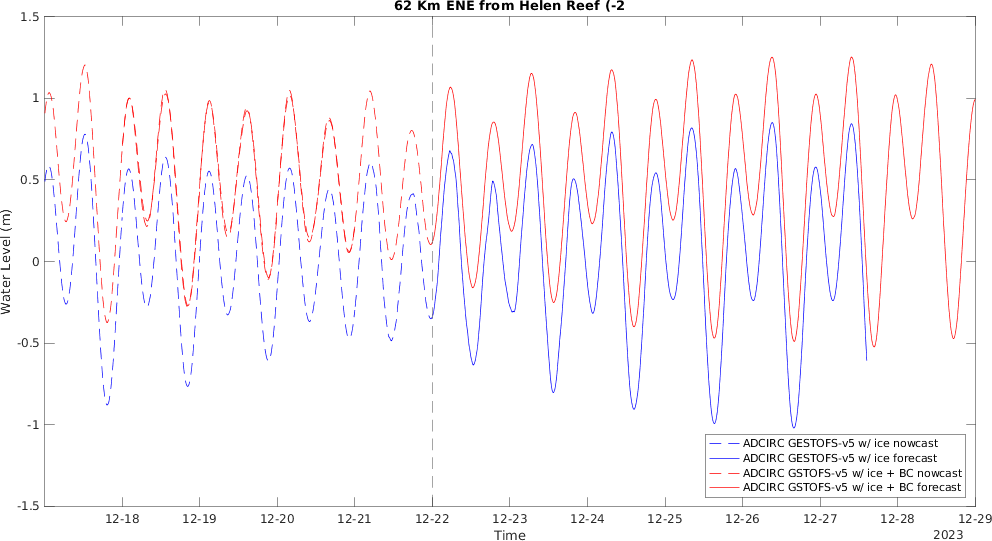 62 Km ENE from Helen Reef (-2
1.5
1
0.5
0
-0.5
-1
-1.5
Water Level (m)
12-18
12-19
12-20
12-21
12-22
12-23
12-24
12-25
12-26
12-27
12-28
12-29
Time
2023
ADCIRC GESTOFS-v5 w/ ice nowcast
ADCIRC GESTOFS-v5 w/ ice forecast
ADCIRC GSTOFS-v5 w/ ice + BC nowcast
ADCIRC GSTOFS-v5 w/ ice + BC forecast